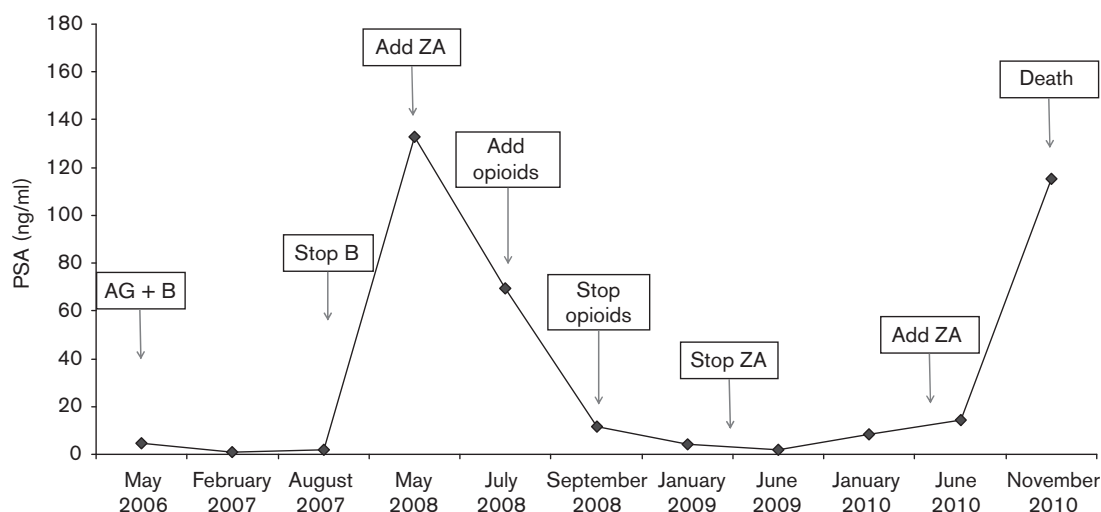 180
160
140
120
100
80
60
40
20
0
PSA (ng/ml)
AG + B
Stop B
Add ZA
Add
opioids
Stop
opioids
Stop ZA
Add ZA
Death
May
2006
February
2007
August
2007
May
2008
July
2008
September
2008
January
2009
June
2009
January
2010
June
2010
November
2010